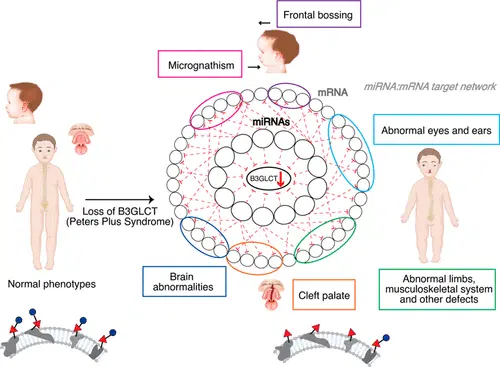 Frontal bossing
Micrognathism
mRNA
miRNA:mRNA target network
miRNAs
Abnormal eyes and ears
B3GLCT
Loss of B3GLCT
(Peters Plus Syndrome)
Normal phenotypes
Brain
abnormalities
Cleft palate
Abnormal limbs,
musculoskeletal system
and other defects